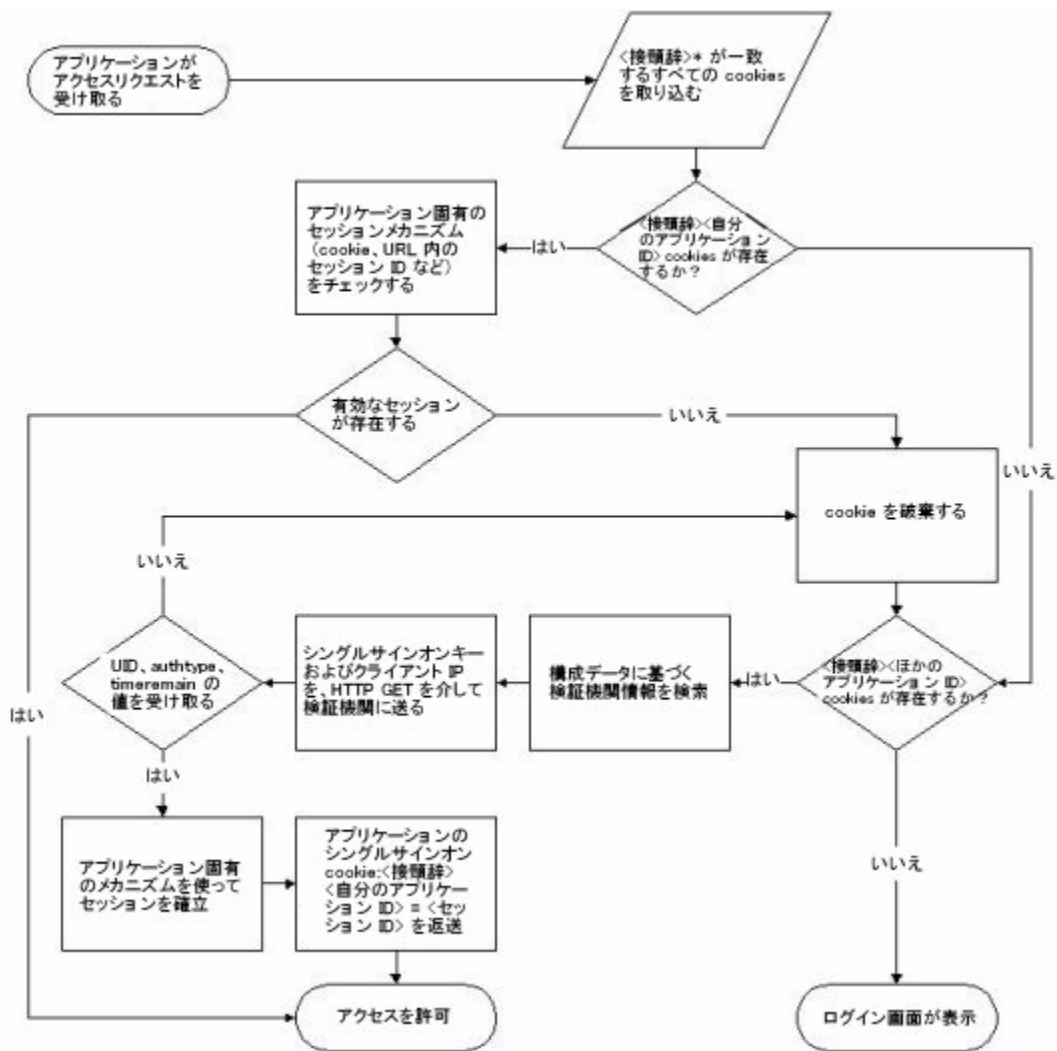 アプリケーションが
アクセスリクエストを
受け取る
<接頭辞>* が一致
するすべての cookies
を取り込む
アプリケーション固有の
セッションメカニズム
(cookie、URL 内の
セッション ID など)
をチェックする
はい
<接頭辞><自分
のアプリケーション
ID> cookies が存在
するか?
有効なセッション
が存在する
いいえ
いいえ
cookie を破棄する
いいえ
UID、authtype、
timeremain の
値を受け取る
シングルサインオンキー
およびクライアント IP
を、HTTP GET を介して
検証機関に送る
構成データに基づく
検証機関情報を検索
はい
<接頭辞><ほかの
アプリケーション ID>
cookies が存在するか?
はい
はい
アプリケーション固有
のメカニズムを使って
セッションを確立
アプリケーションの
シングルサインオン
cookie:<接頭辞>
<自分のアプリケー
ション ID> = <セッ
ション ID> を返送
いいえ
アクセスを許可
ログイン画面が表示